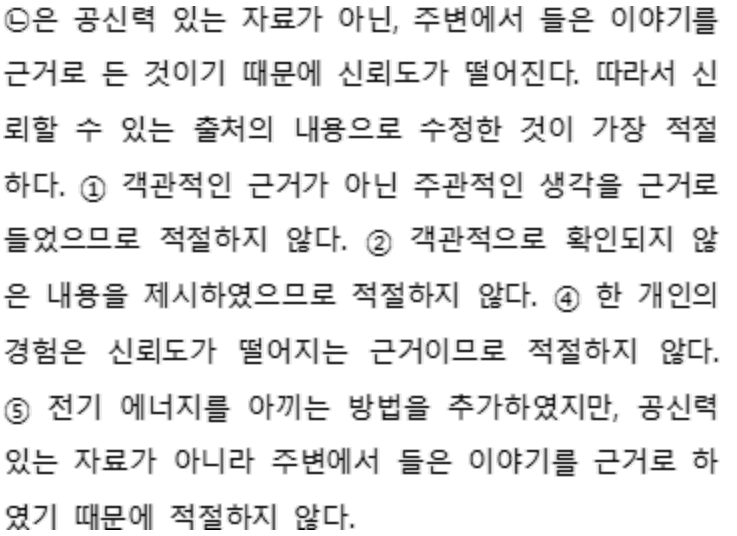 ㉡은 공신력 있는 자료가 아닌, 주변에서 들은 이야기를
근거로 든 것이기 때문에 신뢰도가 떨어진다. 따라서 신
뢰할 수 있는 출처의 내용으로 수정한 것이 가장 적절
하다. ① 객관적인 근거가 아닌 주관적인 생각을 근거로
들었으므로 적절하지 않다. ② 객관적으로 확인되지 않
은 내용을 제시하였으므로 적절하지 않다. ④ 한 개인의
경험은 신뢰도가 떨어지는 근거이므로 적절하지 않다.
⑤ 전기 에너지를 아끼는 방법을 추가하였지만, 공신력
있는 자료가 아니라 주변에서 들은 이야기를 근거로 하
였기 때문에 적절하지 않다.